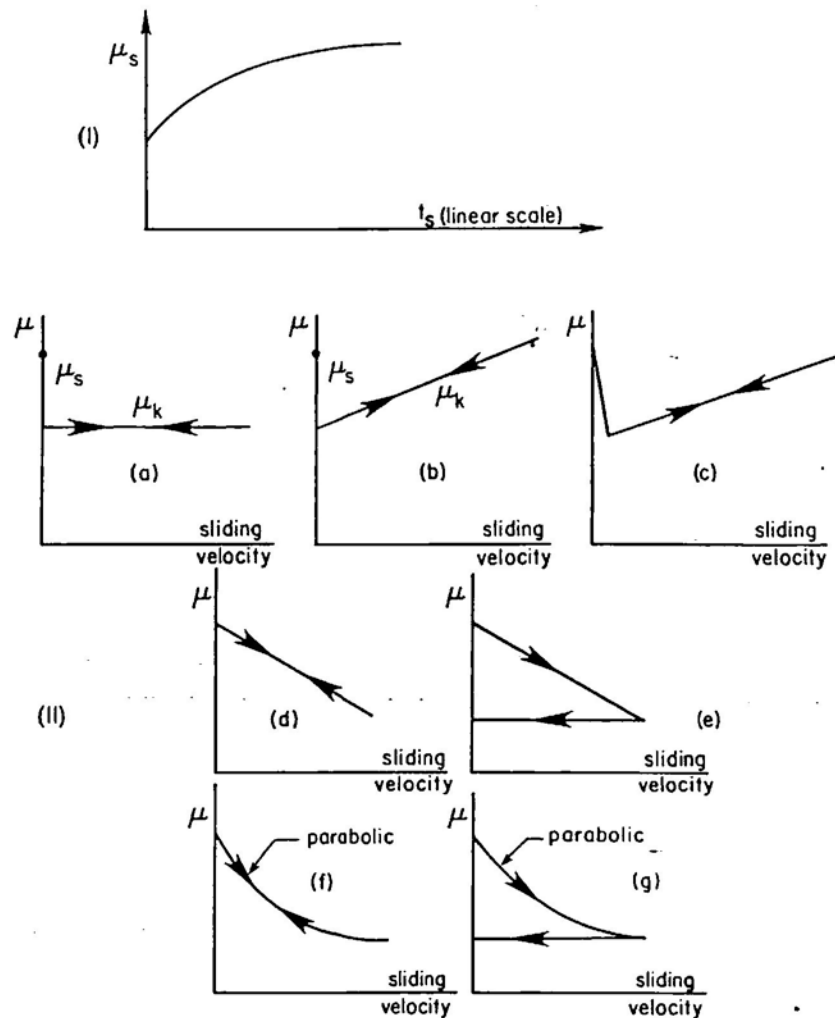 μs
(I)
ts (linear scale)
μ
μs
μk
(a)
sliding
velocity
μ
μs
μk
(b)
sliding
velocity
μ
(c)
sliding
velocity
(II)
μ
(d)
sliding
velocity
μ
(e)
sliding
velocity
μ
parabolic
(f)
sliding
velocity
μ
parabolic
(g)
sliding
velocity